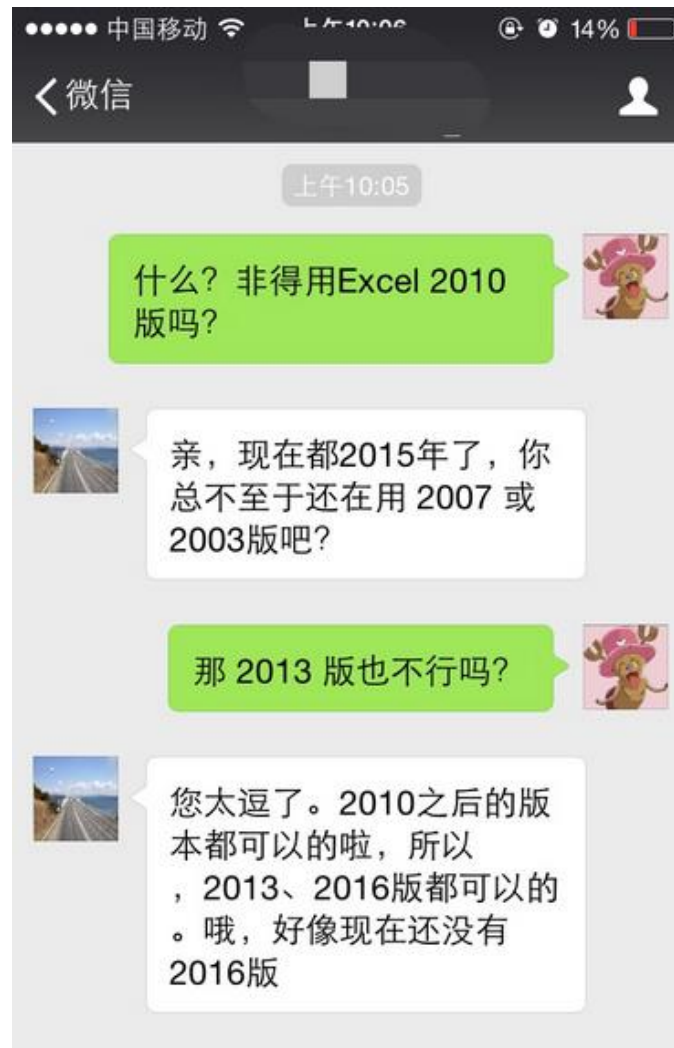 中国移动 14%
微信
上午10:05
什么？非得用Excel 2010
版吗？
亲，现在都2015年了，你
总不至于还在用 2007 或
2003版吧？
那 2013 版也不行吗？
您太逗了。2010之后的版
本都可以的啦，所以
，2013、2016版都可以的
。哦，好像现在还没有
2016版